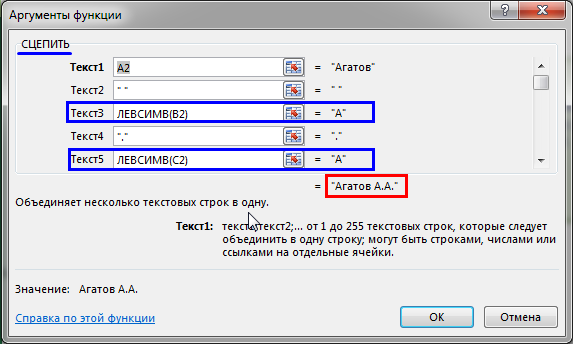 Аргументы функции
СЦЕПИТЬ
Текст1 A2 = "Агатов"
Текст2 " " = " "
Текст3 ЛЕВСИМВ(B2) = "А"
Текст4 "." = "."
Текст5 ЛЕВСИМВ(C2) = "А"
= "Агатов А.А."
Объединяет несколько текстовых строк в одну.
Текст1: текст1;текст2;... от 1 до 255 текстовых строк, которые следует
объединить в одну строку; могут быть строками, числами или
ссылками на отдельные ячейки.
Значение: Агатов А.А.
Справка по этой функции
ОК
Отмена